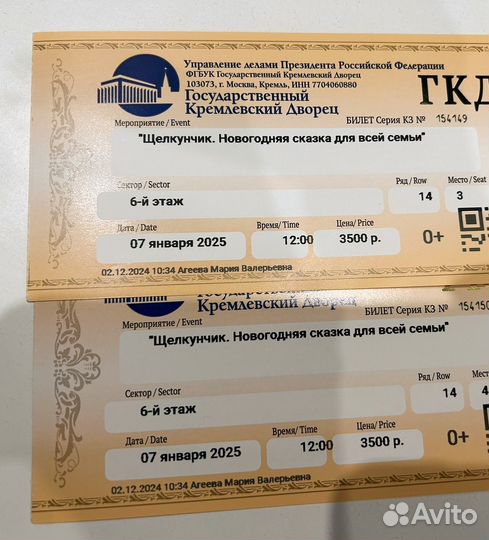 Управление делами Президента Российской Федерации
ФГБУК Государственный Кремлевский Дворец
103073, г. Москва, Кремль, ИНН 7704060880
Государственный
Кремлевский Дворец
ГКД
Мероприятие / Event
БИЛЕТ Серия КЗ № 154149
"Щелкунчик. Новогодняя сказка для всей семьи"
Сектор / Sector
Ряд / Row
Место / Seat
6-й этаж
14
3
Дата / Date
Время/ Time
Цена/ Price
07 января 2025
12:00
3500 р.
0+
02.12.2024 10:34 Агеева Мария Валерьевна
Государственный
Кремлевский Дворец
Мероприятие / Event
БИЛЕТ Серия КЗ № 15415
"Щелкунчик. Новогодняя сказка для всей семьи"
Сектор / Sector
Ряд / Row
Мест
6-й этаж
14
4
Дата / Date
Время/ Time
Цена/ Price
07 января 2025
12:00
3500 р.
0+
02.12.2024 10:34 Агеева Мария Валерьевна
Avito